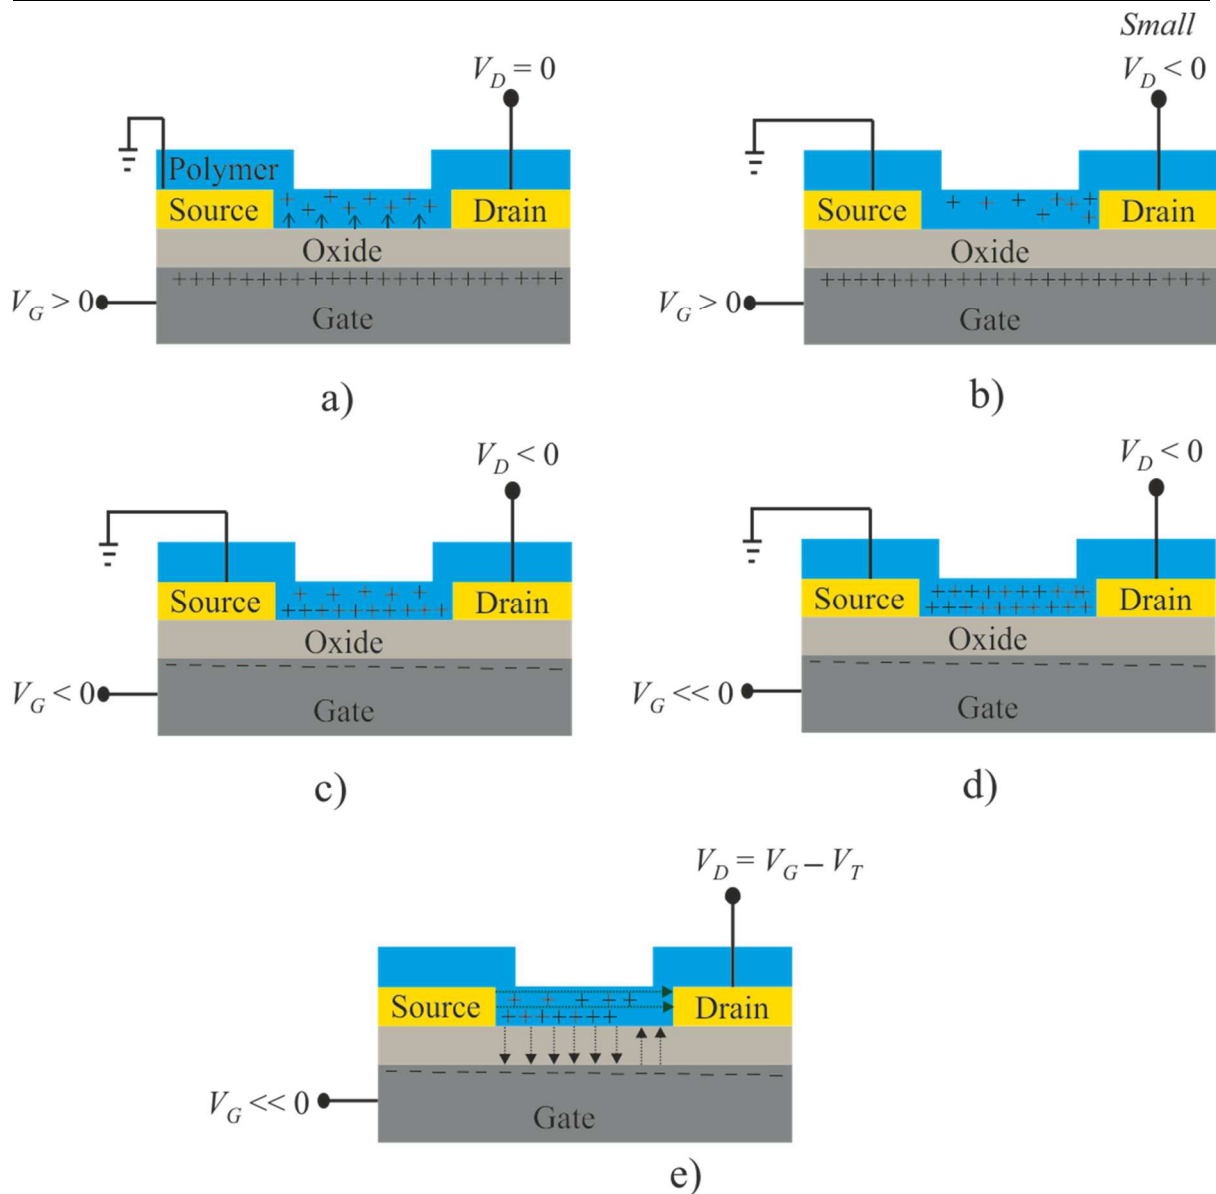 Small
V_D = 0
V_D < 0
Polymer
Source
Drain
Source
Drain
Oxide
Oxide
+++++++++++++++++++++++
+++++++++++++++++++++++
V_G > 0
Gate
V_G > 0
Gate
a)
b)
V_D < 0
V_D < 0
Source
Drain
Source
Drain
Oxide
Oxide
V_G < 0
Gate
V_G << 0
Gate
c)
d)
V_D = V_G – V_T
Source
Drain
V_G << 0
Gate
e)